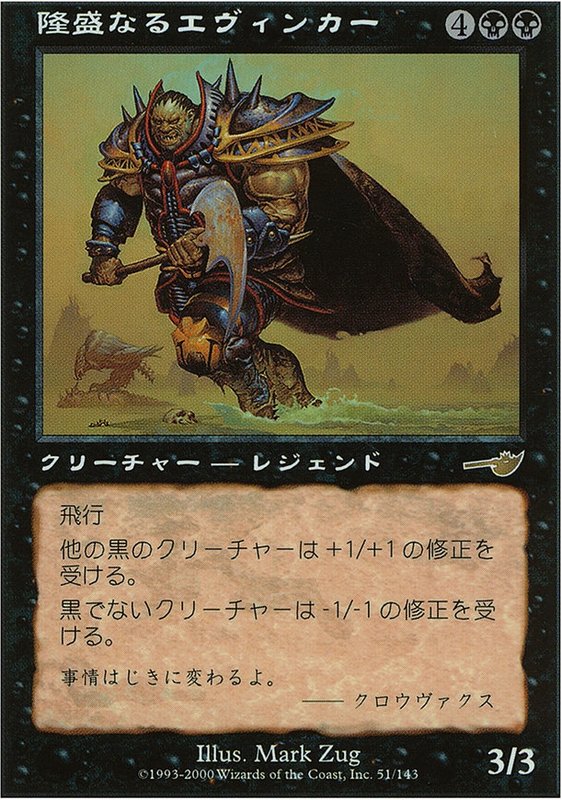 隆盛なるエヴィンカー 4
クリーチャー ― レジェンド
飛行
他の黒のクリーチャーは +1/+1 の修正を
受ける。
黒でないクリーチャーは -1/-1 の修正を受
ける。
事情はじきに変わるよ。
―― クロウヴァクス
Illus. Mark Zug
©1993-2000 Wizards of the Coast, Inc. 51/143
3/3